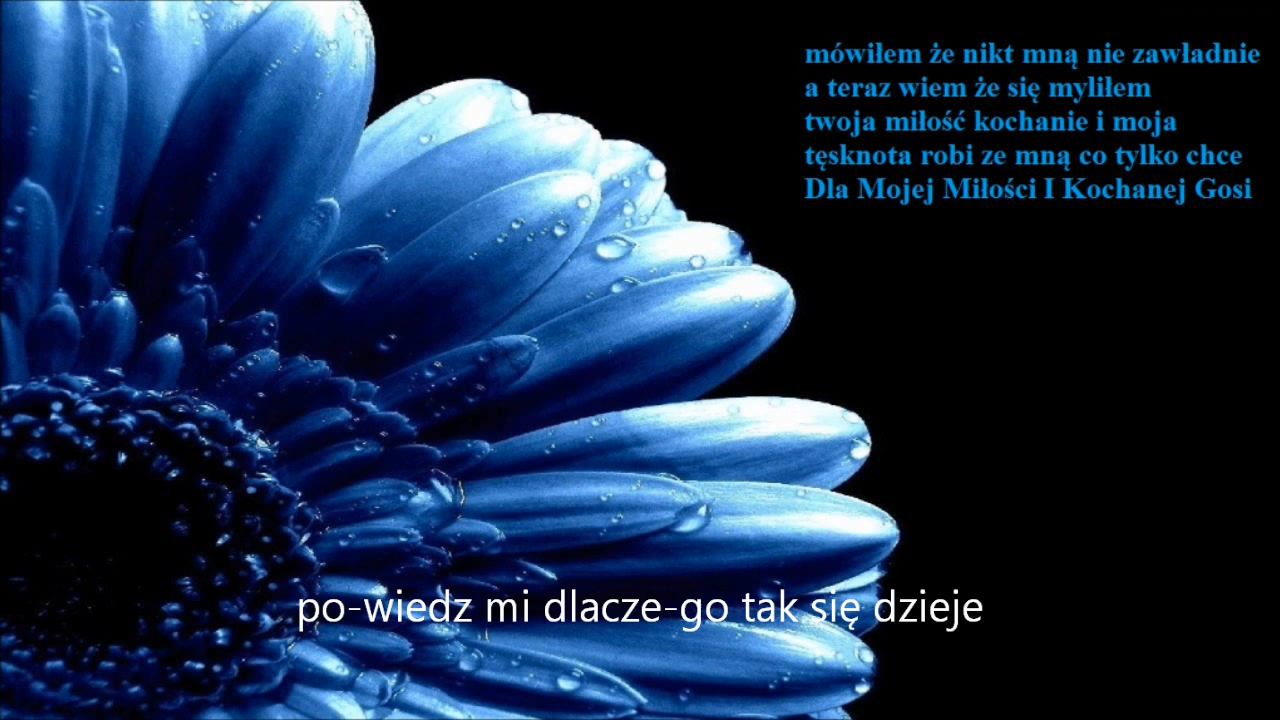 mówiłem że nikt mną nie zawładnie
a teraz wiem że się myliłem
twoja miłość kochanie i moja
tęsknota robi ze mną co tylko chce
Dla Mojej Miłości I Kochanej Gosi
po-wiedz mi dlacze-go tak się dzieje